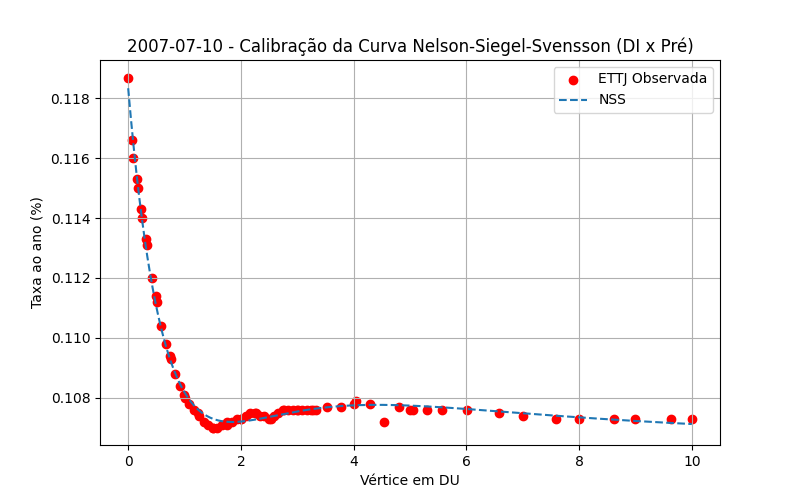 2007-07-10 - Calibração da Curva Nelson-Siegel-Svensson (DI x Pré)
ETTJ Observada
NSS
Taxa ao ano (%)
0.118
0.116
0.114
0.112
0.110
0.108
0
2
4
6
8
10
Vértice em DU